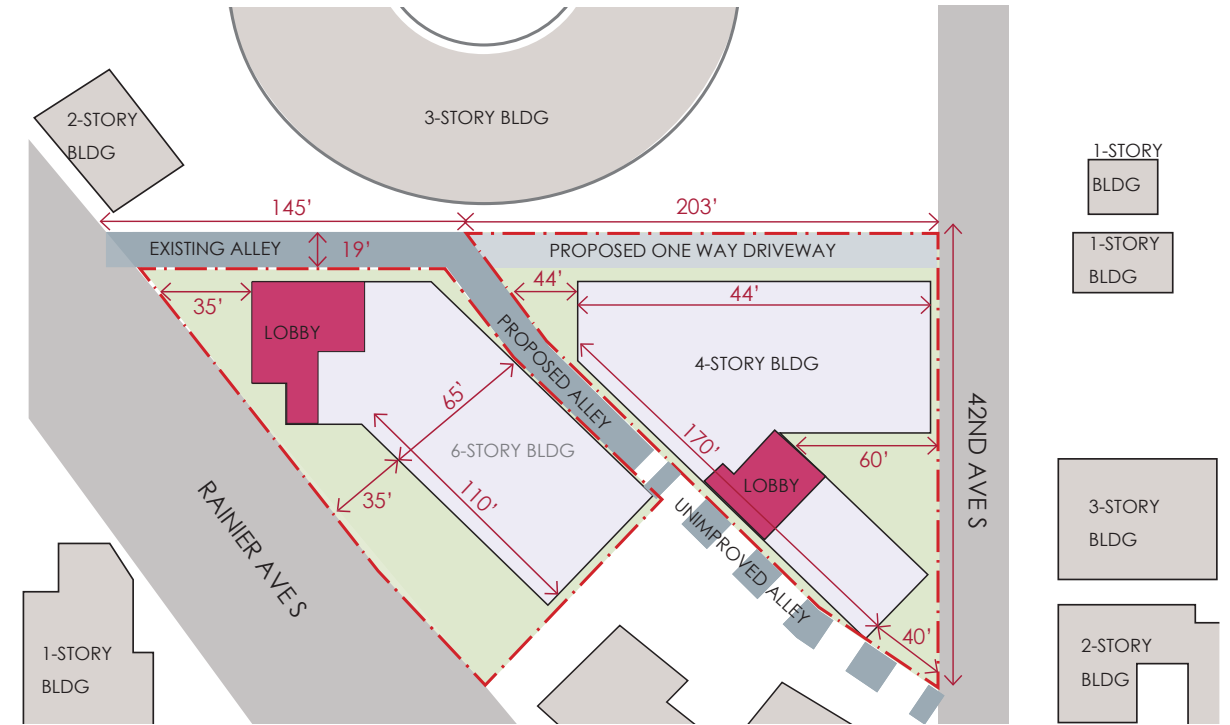 3-STORY BLDG
2-STORY
BLDG
1-STORY
BLDG
145'
203'
EXISTING ALLEY
19'
PROPOSED ONE WAY DRIVEWAY
1-STORY
BLDG
35'
44'
44'
LOBBY
PROPOSED ALLEY
4-STORY BLDG
65'
6-STORY BLDG
170'
60'
42ND AVE S
LOBBY
35'
110'
RAINIER AVE S
UNIMPROVED ALLEY
3-STORY
BLDG
40'
1-STORY
BLDG
2-STORY
BLDG